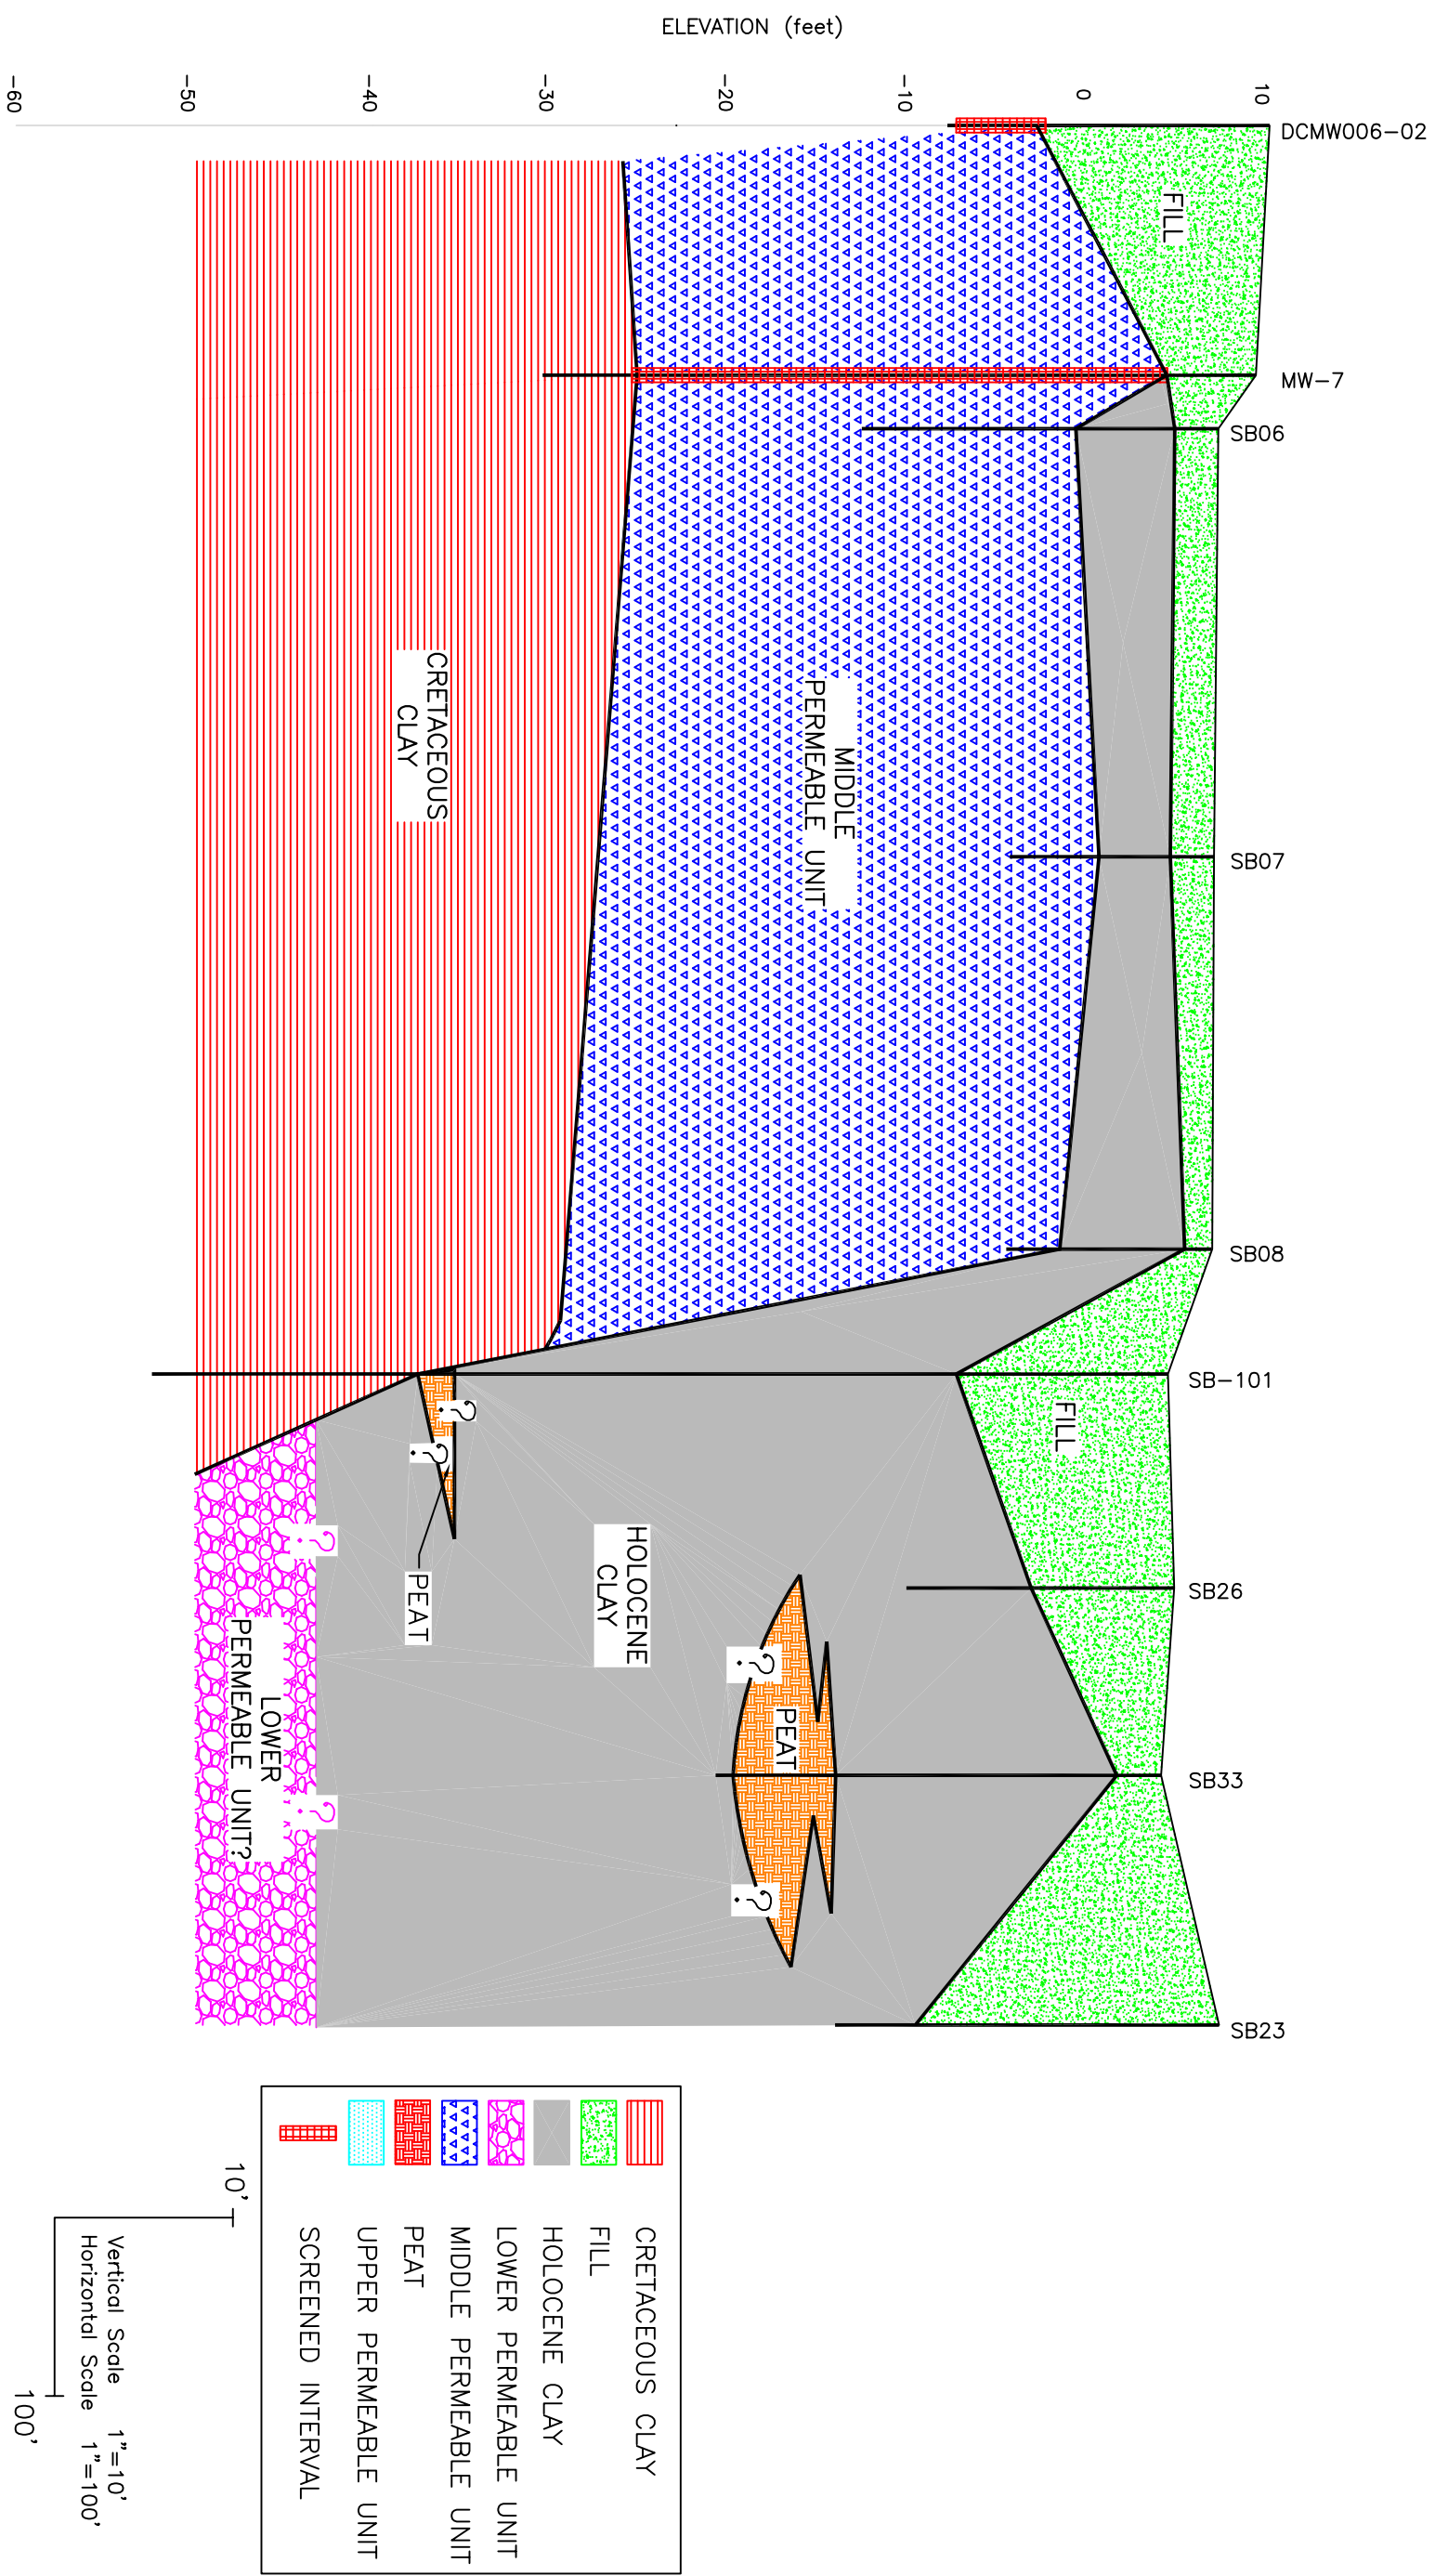 DCMW006-02
MW-7
SB06
SB07
SB08
SB-101
SB26
SB33
SB23
ELEVATION (feet)
10
0
-10
-20
-30
-40
-50
-60
FILL
FILL
MIDDLE
PERMEABLE UNIT
CRETACEOUS
CLAY
HOLOCENE
CLAY
PEAT
?
?
PEAT
?
?
?
?
LOWER
PERMEABLE UNIT?
CRETACEOUS CLAY
FILL
HOLOCENE CLAY
LOWER PERMEABLE UNIT
MIDDLE PERMEABLE UNIT
PEAT
UPPER PERMEABLE UNIT
SCREENED INTERVAL
10'
Vertical Scale 1"=10'
Horizontal Scale 1"=100'
100'